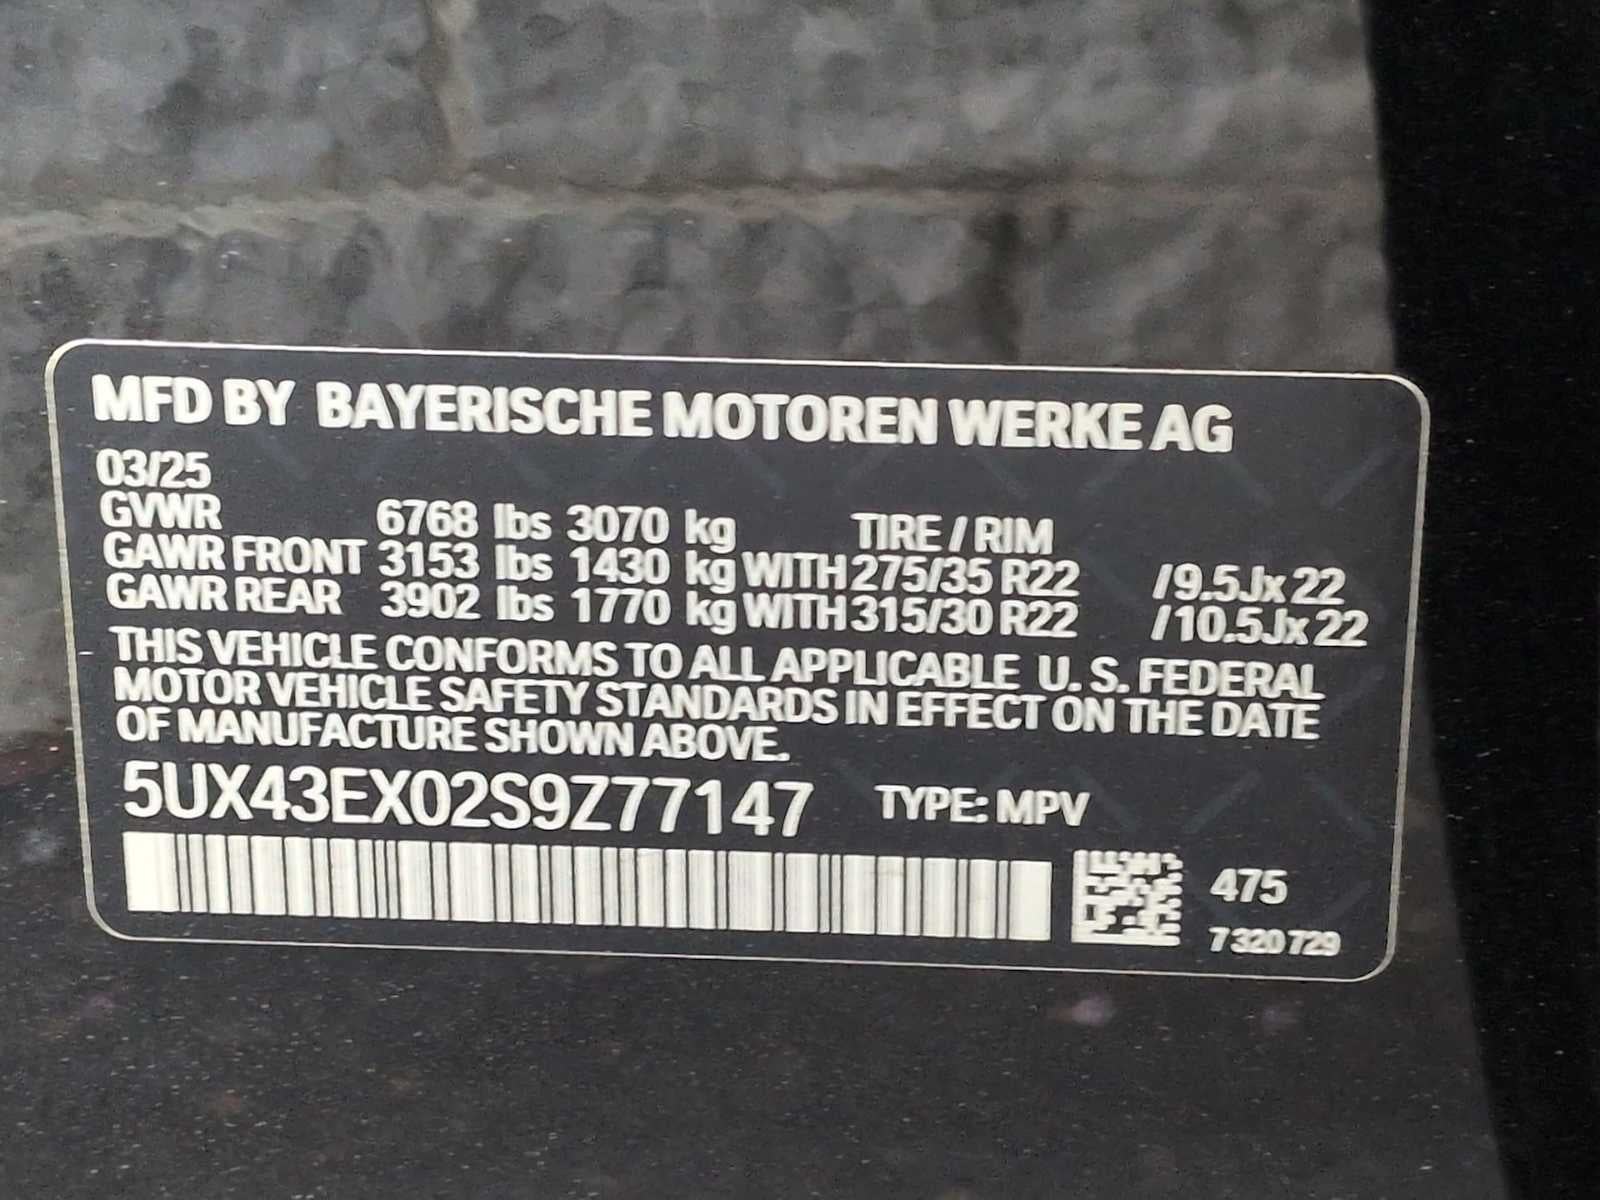 MFD BY BAYERISCHE MOTOREN WERKE AG
03/25
GVWR 6768 lbs 3070 kg TIRE / RIM
GAWR FRONT 3153 lbs 1430 kg WITH 275/35 R22 /9.5Jx22
GAWR REAR 3902 lbs 1770 kg WITH 315/30 R22 /10.5Jx22
THIS VEHICLE CONFORMS TO ALL APPLICABLE U. S. FEDERAL
MOTOR VEHICLE SAFETY STANDARDS IN EFFECT ON THE DATE
OF MANUFACTURE SHOWN ABOVE.
5UX43EX02S9Z77147 TYPE: MPV
475
7 320 729